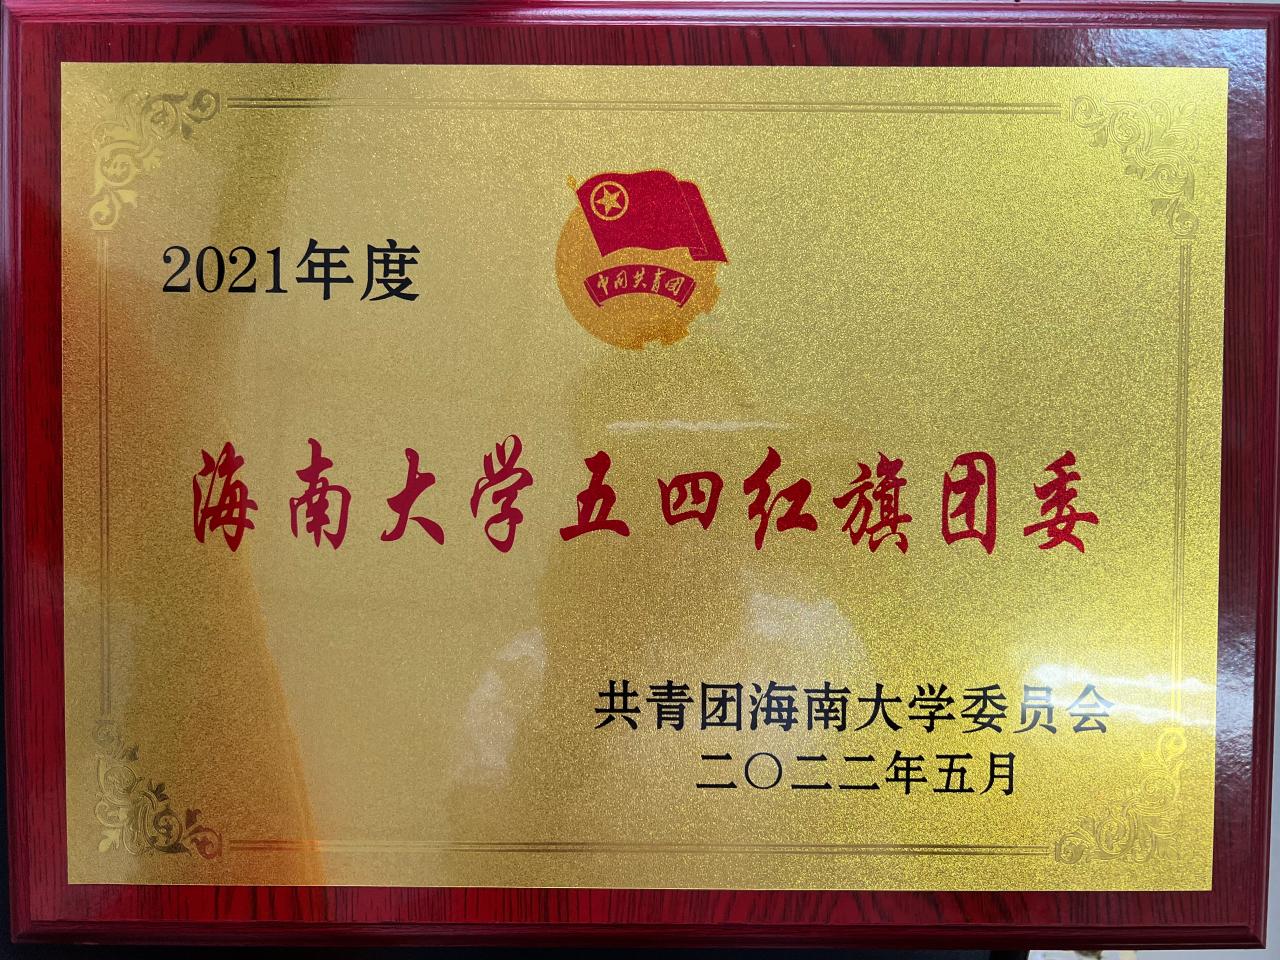 中国共青团
2021年度
海南大学五四红旗团委
共青团海南大学委员会
二〇二二年五月